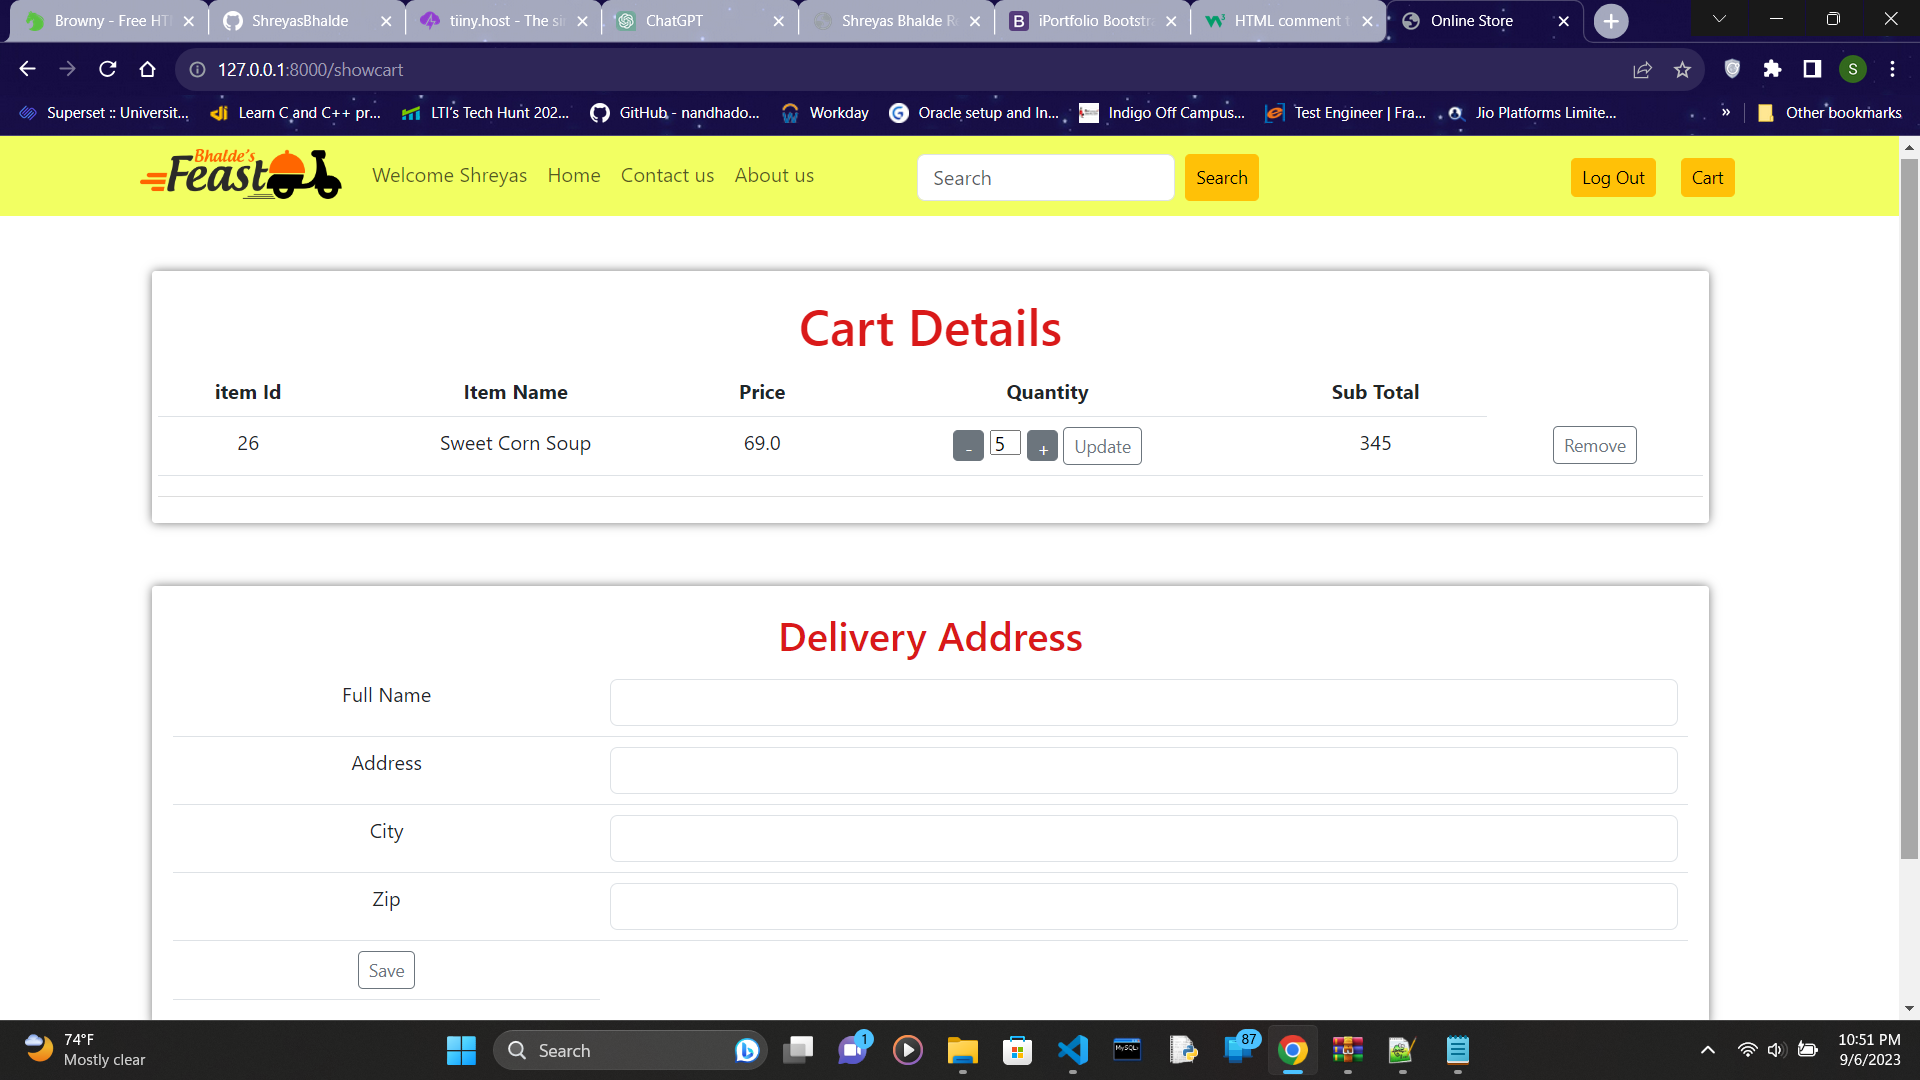 Browny - Free HT
ShreyasBhalde
tiiny.host - The si
ChatGPT
Shreyas Bhalde R
iPortfolio Bootstr
HTML comment t
Online Store
127.0.0.1:8000/showcart
S
Superset :: Universit...
Learn C and C++ pr...
LTI's Tech Hunt 202...
GitHub - nandhado...
Workday
Oracle setup and In...
Indigo Off Campus...
Test Engineer | Fra...
Jio Platforms Limite...
»
Other bookmarks
Bhalde's
Feast
Welcome Shreyas
Home
Contact us
About us
Search
Search
Log Out
Cart
Cart Details
item Id
Item Name
Price
Quantity
Sub Total
26
Sweet Corn Soup
69.0
-
5
+
Update
345
Remove
Delivery Address
Full Name
Address
City
Zip
Save
74°F
Mostly clear
Search
1
MySQL
87
10:51 PM
9/6/2023